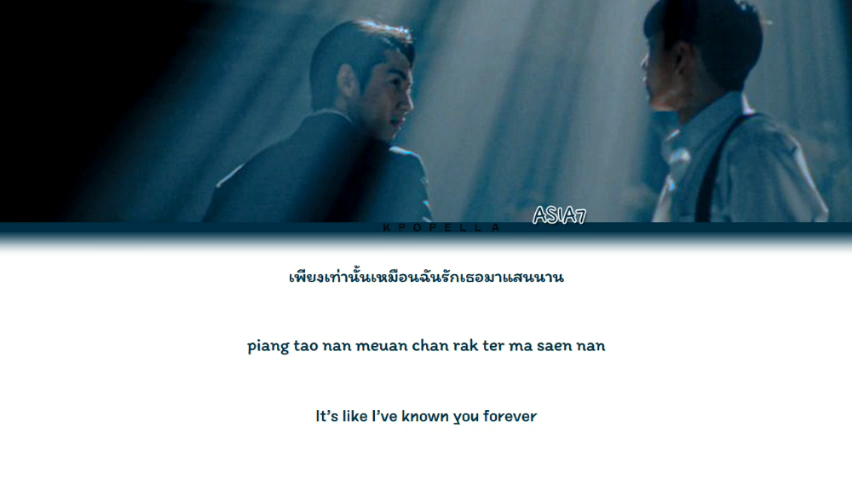 ASIA7
KPOPELLA
เพียงเท่านั้นเหมือนฉันรักเธอมาแสนนาน
piang tao nan meuan chan rak ter ma saen nan
It's like I've known you forever